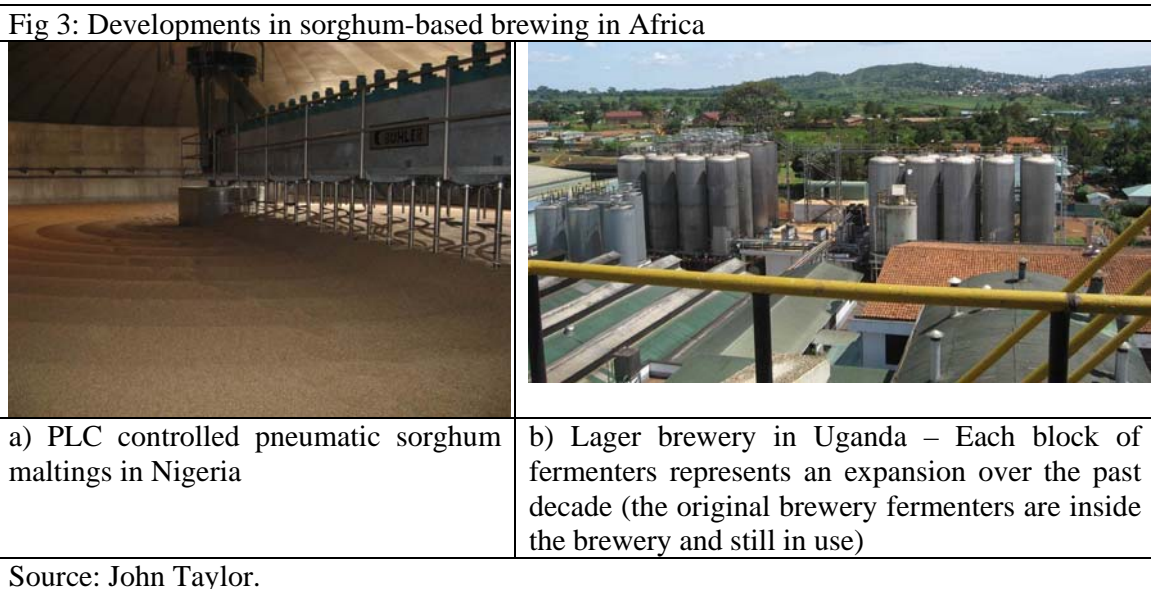 Fig 3: Developments in sorghum-based brewing in Africa
BUHLER
a) PLC controlled pneumatic sorghum
maltings in Nigeria
b) Lager brewery in Uganda – Each block of
fermenters represents an expansion over the past
decade (the original brewery fermenters are inside
the brewery and still in use)
Source: John Taylor.